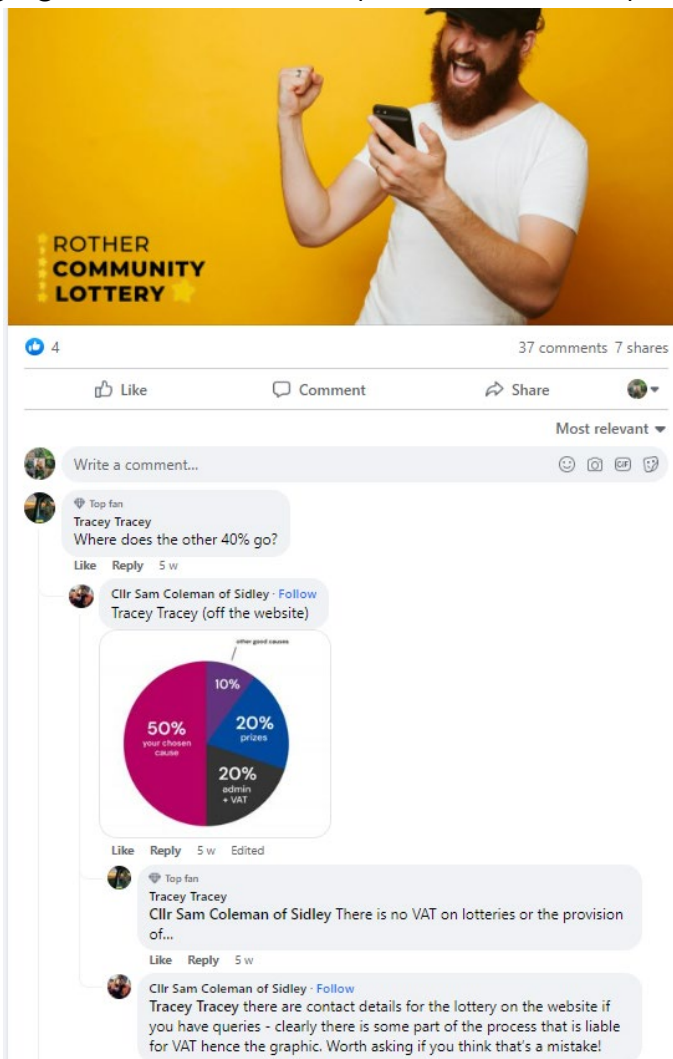 ROTHER
COMMUNITY
LOTTERY
4
37 comments 7 shares
Like
Comment
Share
Most relevant
Write a comment...
GIF
Top fan
Tracey Tracey
Where does the other 40% go?
Like Reply 5 w
Cllr Sam Coleman of Sidley · Follow
Tracey Tracey (off the website)
other good causes
10%
50%
your chosen
cause
20%
prizes
20%
admin
+ VAT
Like Reply 5 w Edited
Top fan
Tracey Tracey
Cllr Sam Coleman of Sidley There is no VAT on lotteries or the provision
of...
Like Reply 5 w
Cllr Sam Coleman of Sidley · Follow
Tracey Tracey there are contact details for the lottery on the website if
you have queries - clearly there is some part of the process that is liable
for VAT hence the graphic. Worth asking if you think that's a mistake!